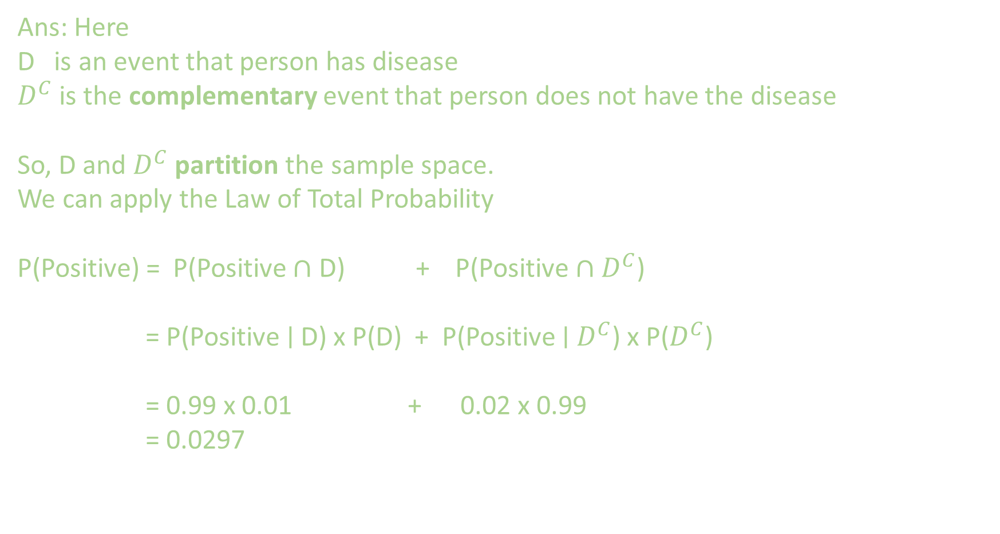 Ans: Here
D is an event that person has disease
D^C is the complementary event that person does not have the disease
So, D and D^C partition the sample space.
We can apply the Law of Total Probability
P(Positive) = P(Positive ∩ D) + P(Positive ∩ D^C)
= P(Positive | D) x P(D) + P(Positive | D^C) x P(D^C)
= 0.99 x 0.01 + 0.02 x 0.99
= 0.0297